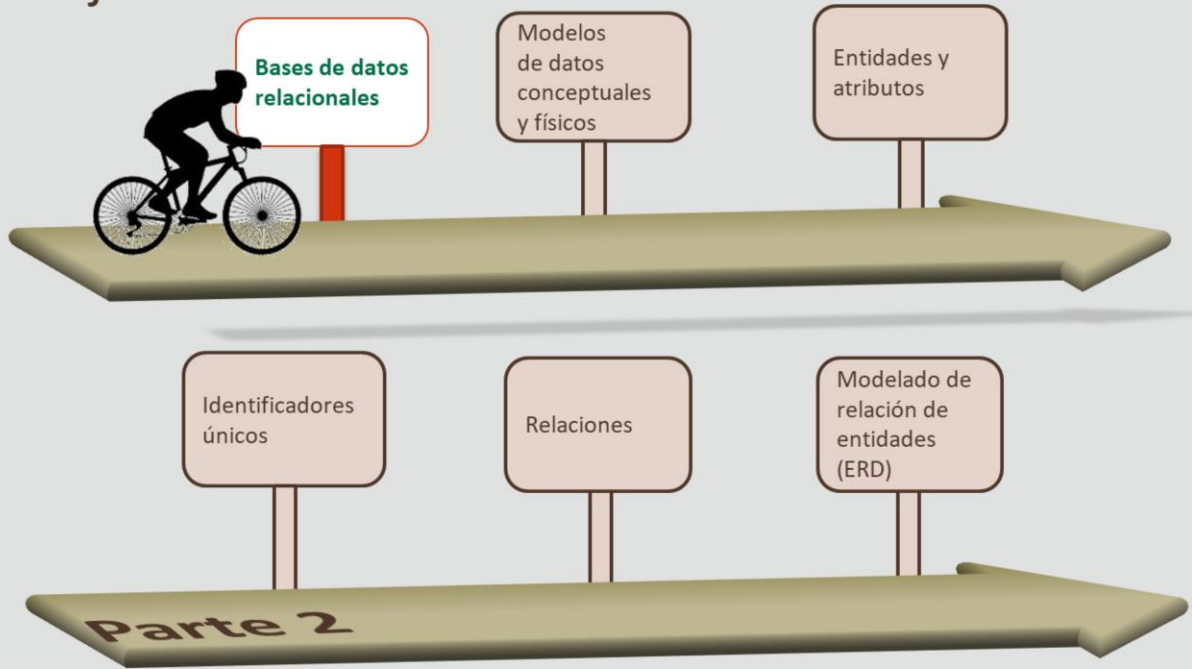 Bases de datos
relacionales
Modelos
de datos
conceptuales
y físicos
Entidades y
atributos
Identificadores
únicos
Relaciones
Modelado de
relación de
entidades
(ERD)
Parte 2